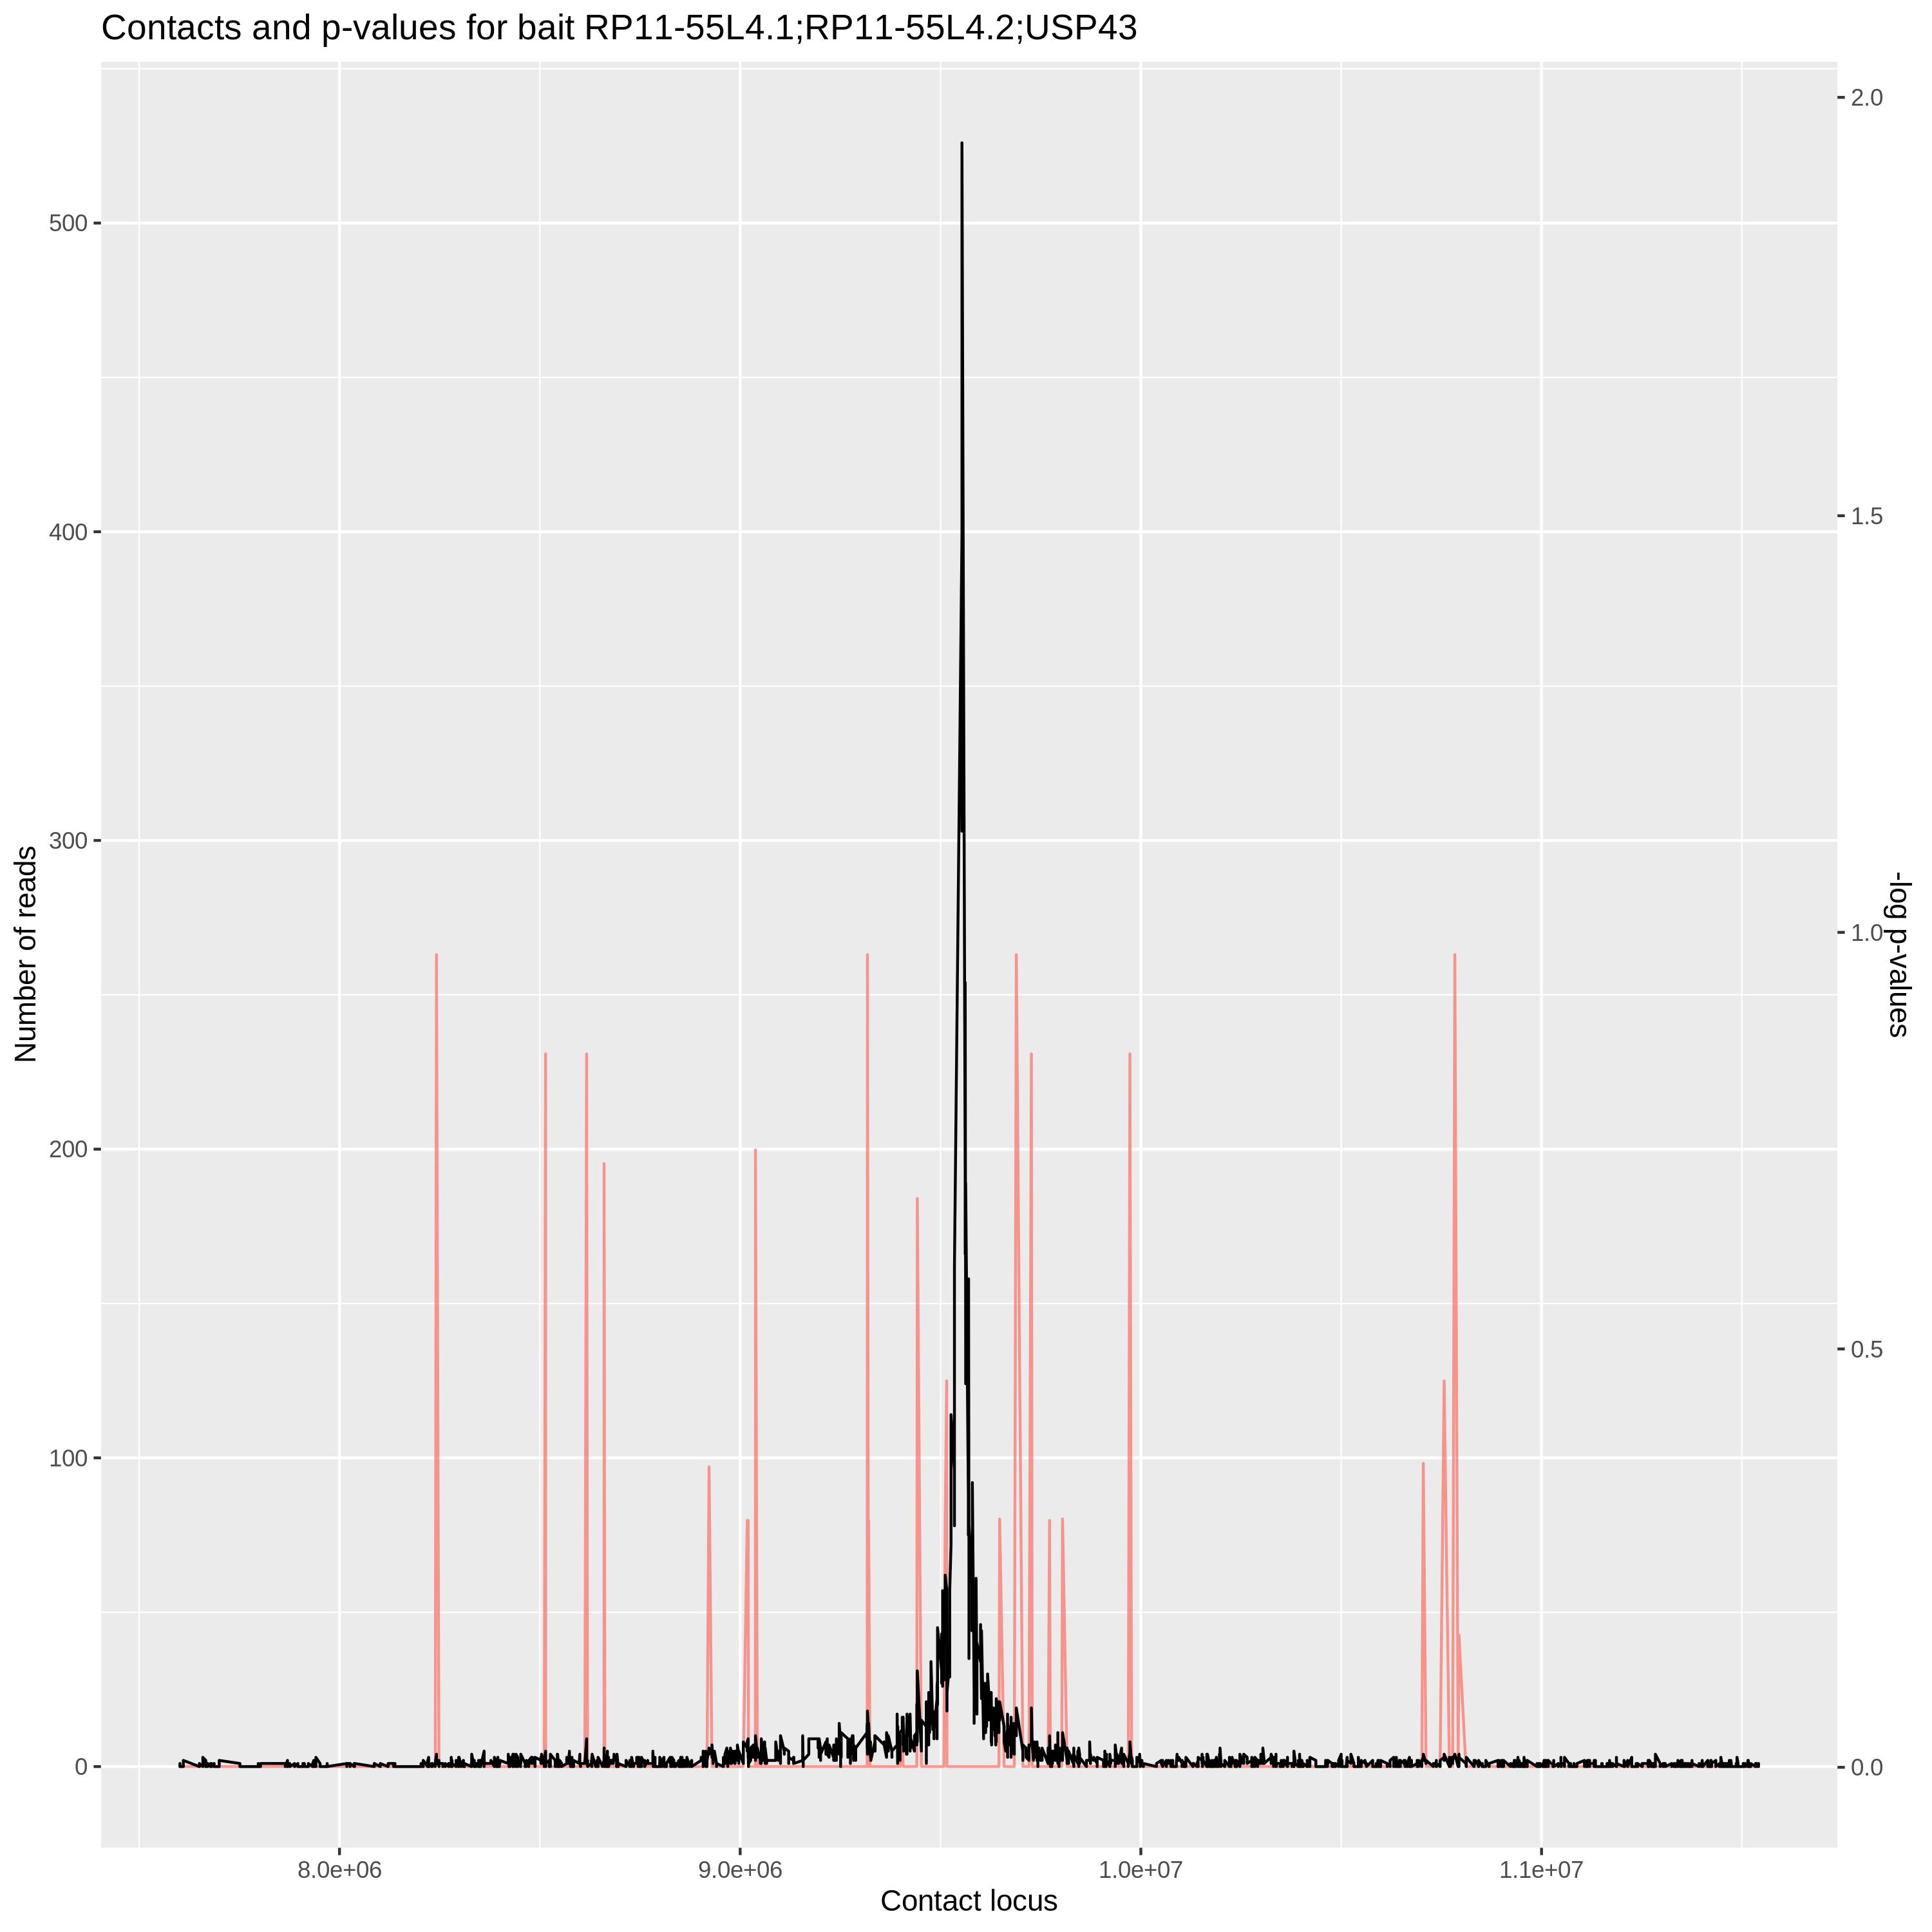 Contacts and p-values for bait RP11-55L4.1;RP11-55L4.2;USP43
Number of reads
500
400
300
200
100
0
2.0
1.5
1.0
0.5
0.0
-log p-values
8.0e+06 9.0e+06 1.0e+07 1.1e+07
Contact locus